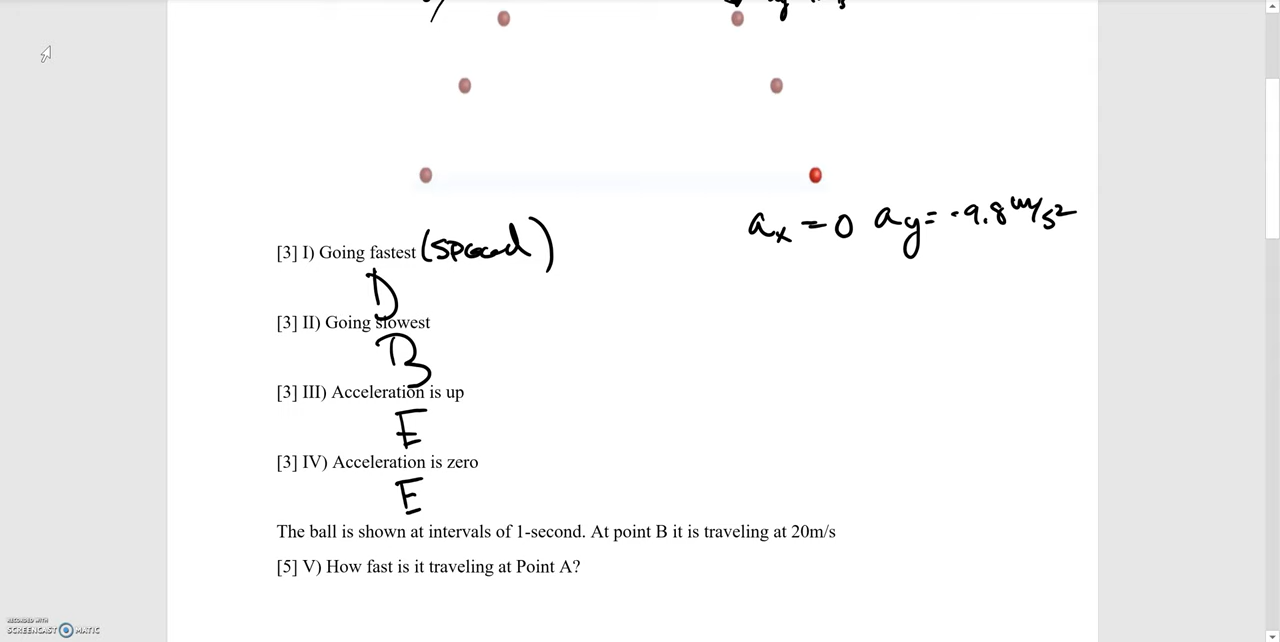 [3] I) Going fastest (speed)
ax = 0 ay = -9.8 m/s2
D
[3] II) Going slowest
B
[3] III) Acceleration is up
E
[3] IV) Acceleration is zero
E
The ball is shown at intervals of 1-second. At point B it is traveling at 20m/s
[5] V) How fast is it traveling at Point A?
RECORDED WITH
SCREENCAST MATIC